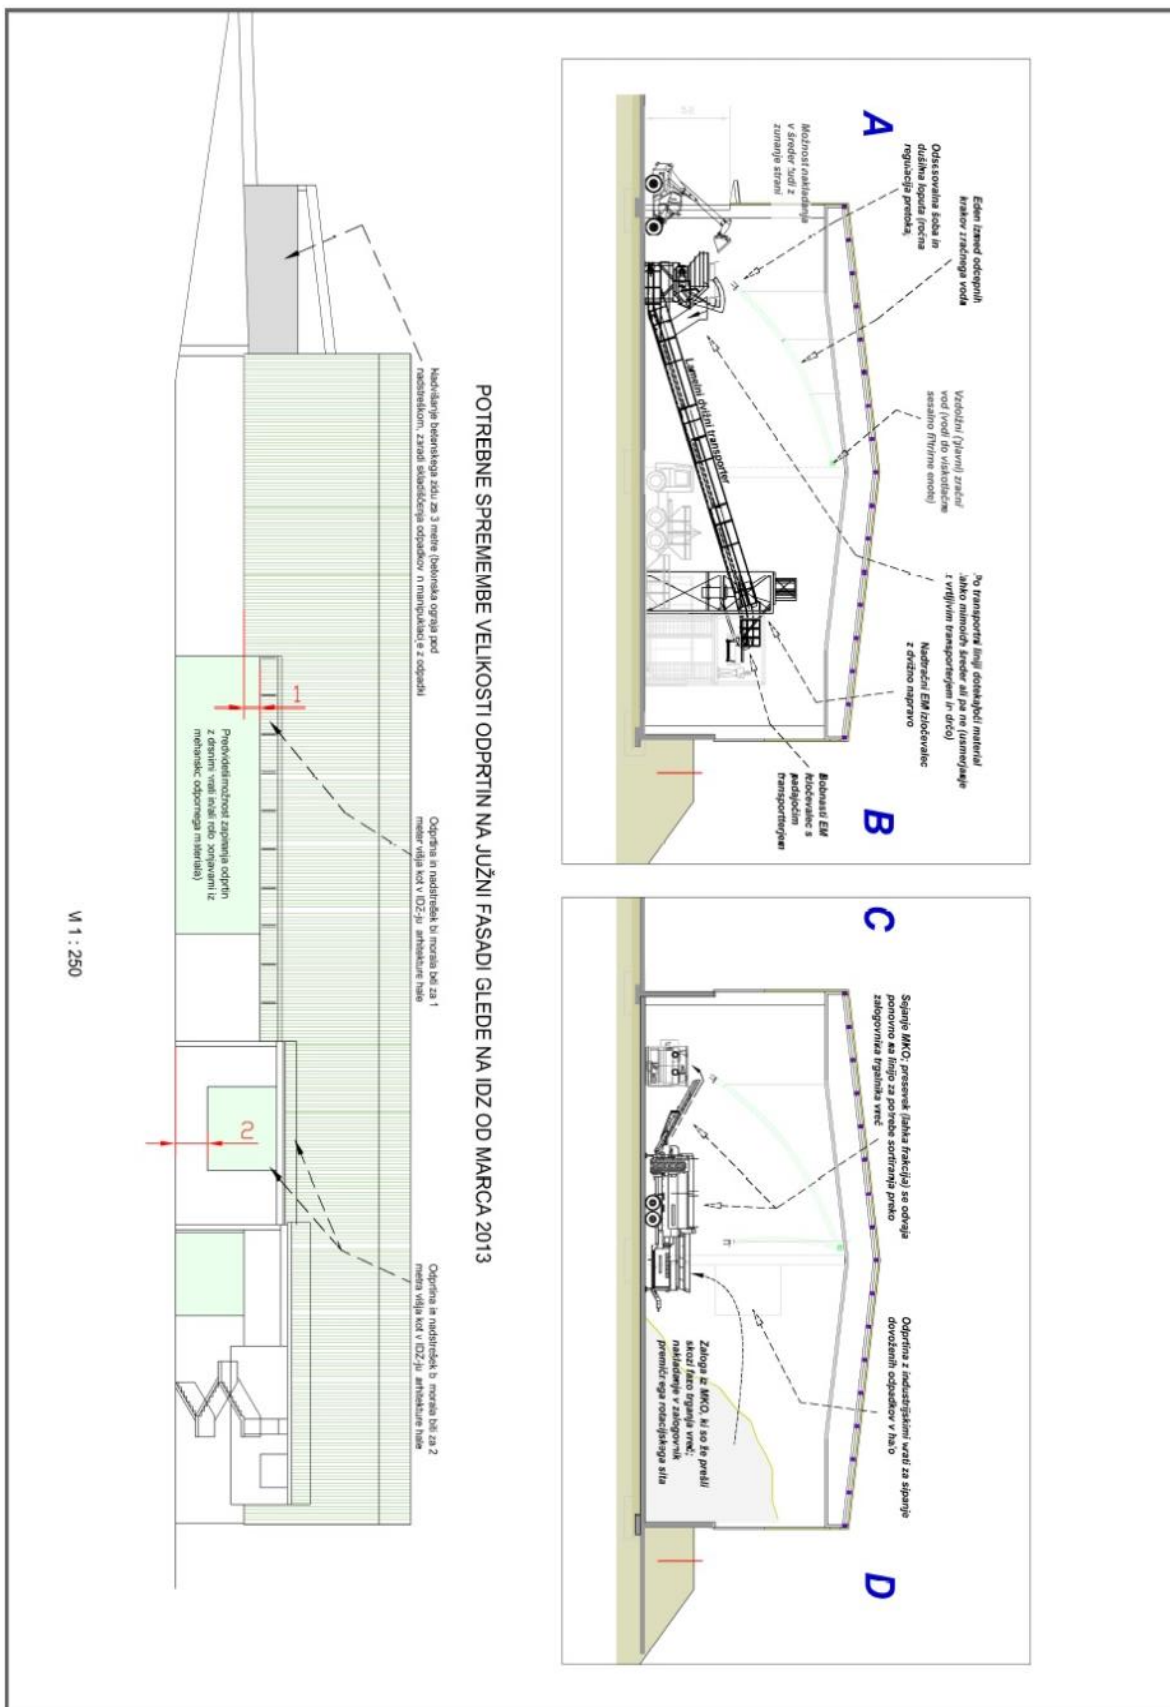 A
B
Eden izmed odcepnih
krakov zračnega voda
Odsesovalna šoba in
dušilna loputa (ročna
regulacija pretoka,
Možnost nakladanja
v šreder tudi z
zunanje strani
Vzdolžni (glavni) zračni
vod (vodi do viskotlačne
sesalno filtrirne enote)
Po transportni liniji dotekajoči material
lahko mimoide šreder ali pa ne (usmerjanje
z vrtljivim transporterjem in drčo)
Nadtračni EM izločevalec
z dvižno napravo
Bobnasti EM
izločevalec s
padajočim
transportterjem
Lamelni dvižni transporter
C
D
Sejanje MKO; presevek (lahka frakcija) se odvaja
ponovno na linijo za potrebe sortiranja preko
zalogovnika trgalnika vreč
Odprtina z industrijskimi vrati za sipanje
dovoženih odpadkov v halo
Zaloga iz MKO, ki so že prešli
skozi fazo trganja vreč;
nakladanje v zalogovnik
premičnega rotacijskega sita
POTREBNE SPREMEMBE VELIKOSTI ODPRTIN NA JUŽNI FASADI GLEDE NA IDZ OD MARCA 2013
Nadvišanje betonskega zidu za 3 metre (betonska ograja pod
nadstreškom, zaradi skladiščenja odpadkov in manipulacije z odpadki
Odprtina in nadstrešek bi morala biti za 1
meter višja kot v IDZ-ju arhitekture hale
Odprtina in nadstrešek bi morala biti za 2
metra višja kot v IDZ-ju arhitekture hale
1
Predvideti možnost zapiranja odprtin
z drsnimi vrati in/ali rolo ponjavami iz
mehansko odpornega materiala)
2
M 1 : 250